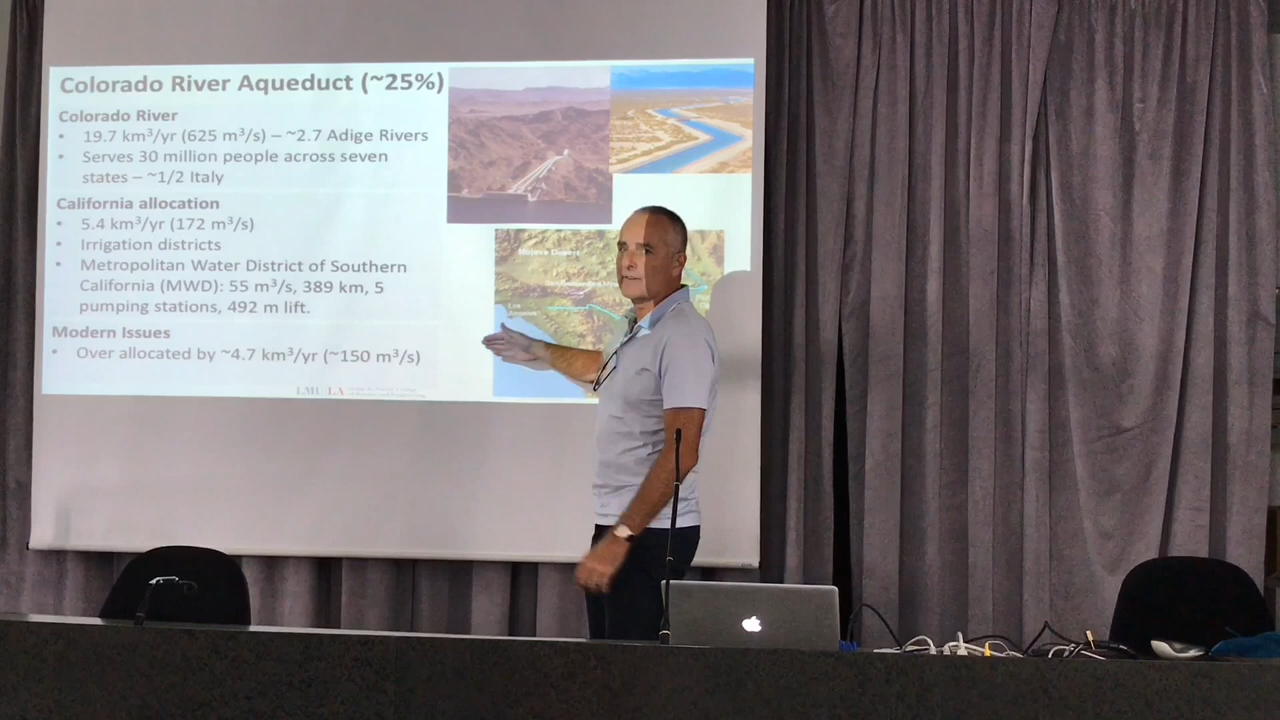 Colorado River Aqueduct (~25%)
Colorado River
• 19.7 km³/yr (625 m³/s) – ~2.7 Adige Rivers
• Serves 30 million people across seven
states – ~1/2 Italy
California allocation
• 5.4 km³/yr (172 m³/s)
• Irrigation districts
• Metropolitan Water District of Southern
California (MWD): 55 m³/s, 389 km, 5
pumping stations, 492 m lift.
Modern Issues
• Over allocated by ~4.7 km³/yr (~150 m³/s)
LMU LA
Mojave Desert
Los